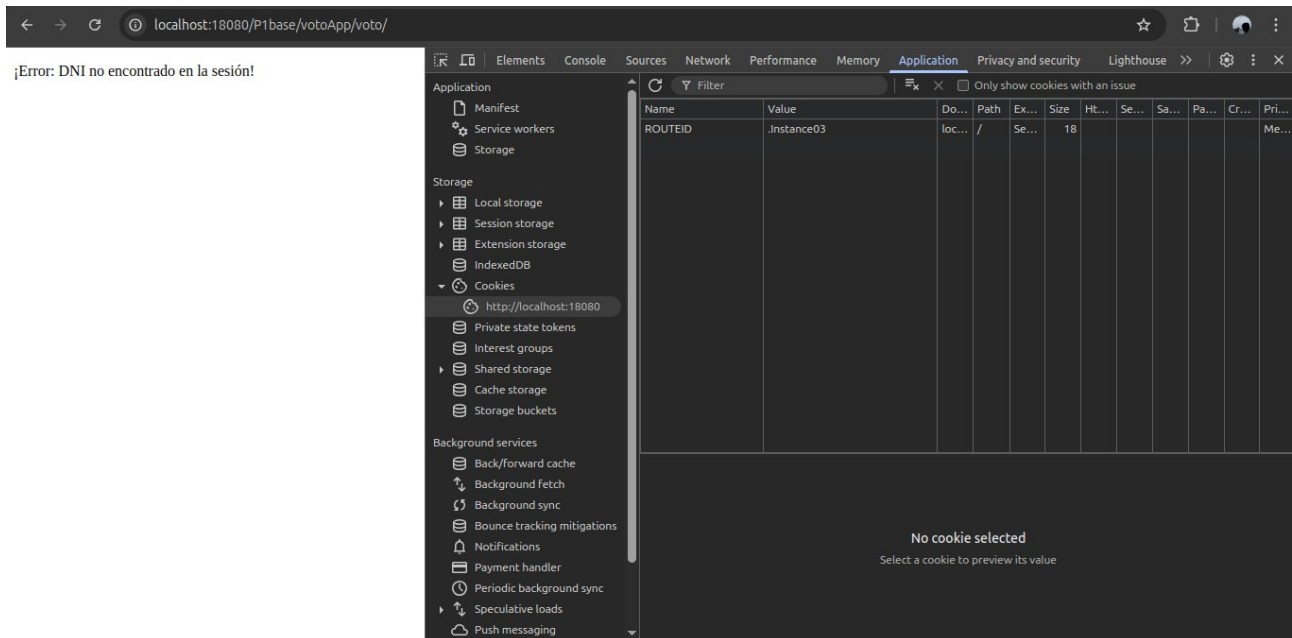 localhost:18080/P1base/votoApp/voto/
¡Error: DNI no encontrado en la sesión!
Elements Console Sources Network Performance Memory Application Privacy and security Lighthouse
Application
Manifest
Service workers
Storage
Storage
Local storage
Session storage
Extension storage
IndexedDB
Cookies
http://localhost:18080
Private state tokens
Interest groups
Shared storage
Cache storage
Storage buckets
Background services
Back/forward cache
Background fetch
Background sync
Bounce tracking mitigations
Notifications
Payment handler
Periodic background sync
Speculative loads
Push messaging
Filter Only show cookies with an issue
Name Value Do... Path Ex... Size Ht... Se... Sa... Pa... Cr... Pri...
ROUTEID .Instance03 loc... / Se... 18 Me...
No cookie selected
Select a cookie to preview its value